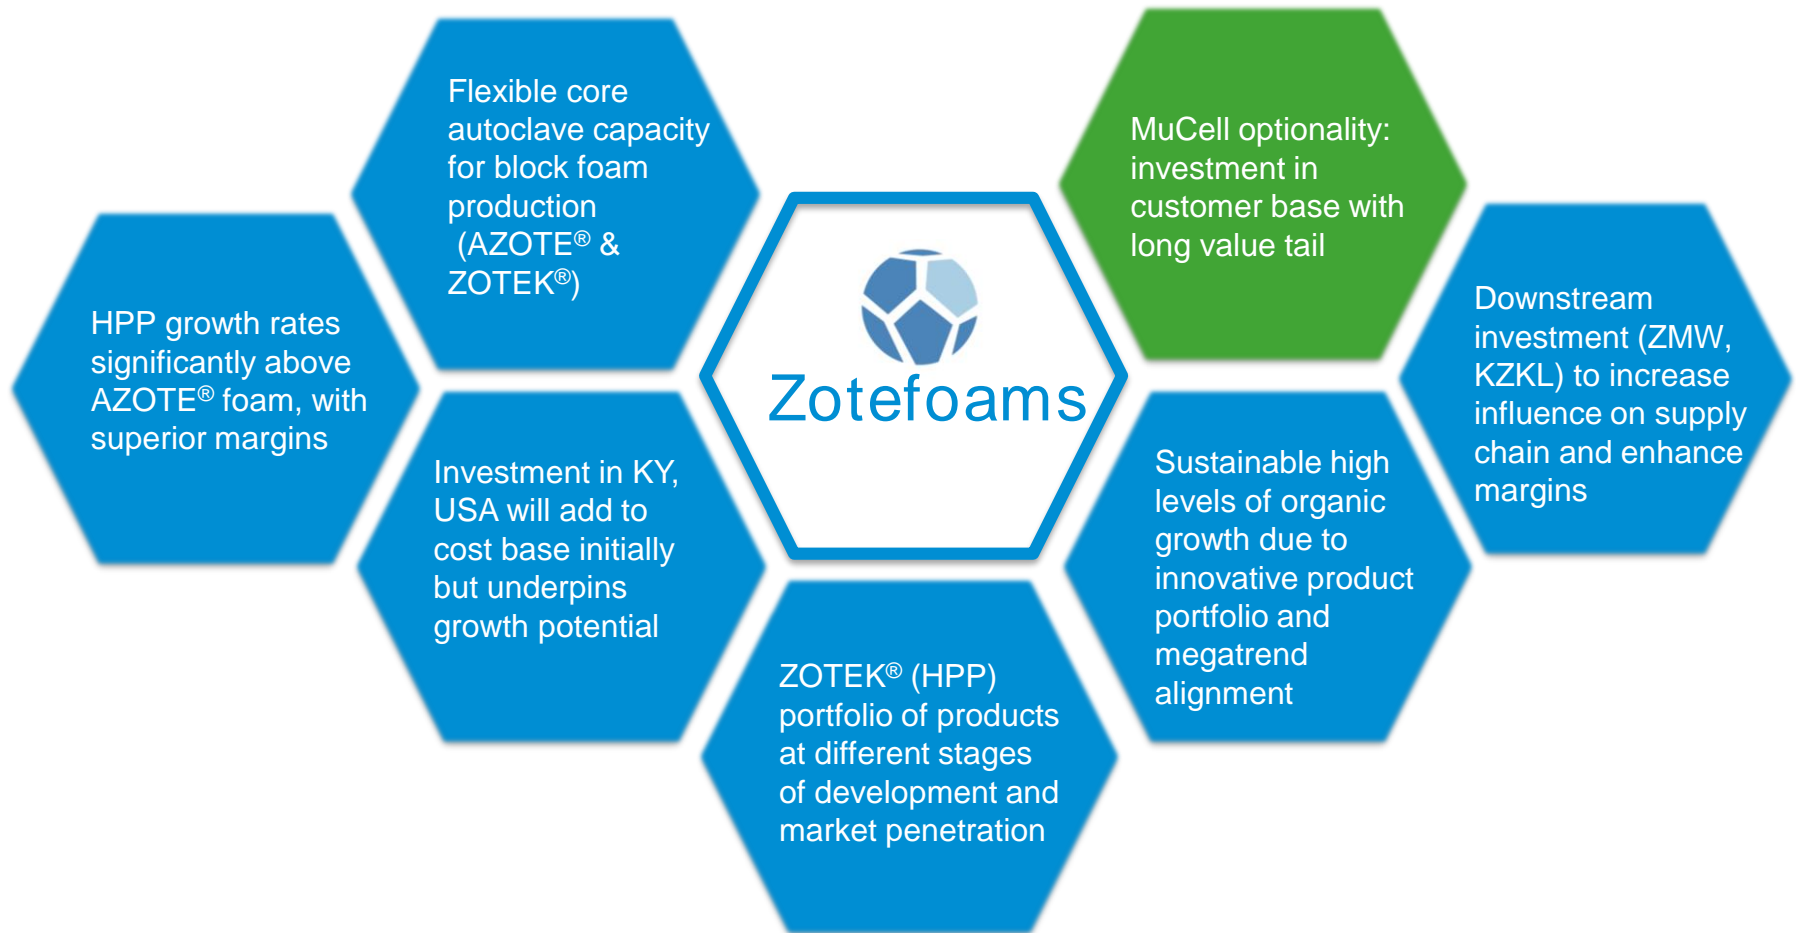 Flexible core
autoclave capacity
for block foam
production
(AZOTE® &
ZOTEK®)
MuCell optionality:
investment in
customer base with
long value tail
HPP growth rates
significantly above
AZOTE® foam, with
superior margins
Zotefoams
Downstream
investment (ZMW,
KZKL) to increase
influence on supply
chain and enhance
margins
Investment in KY,
USA will add to
cost base initially
but underpins
growth potential
Sustainable high
levels of organic
growth due to
innovative product
portfolio and
megatrend
alignment
ZOTEK® (HPP)
portfolio of products
at different stages
of development and
market penetration